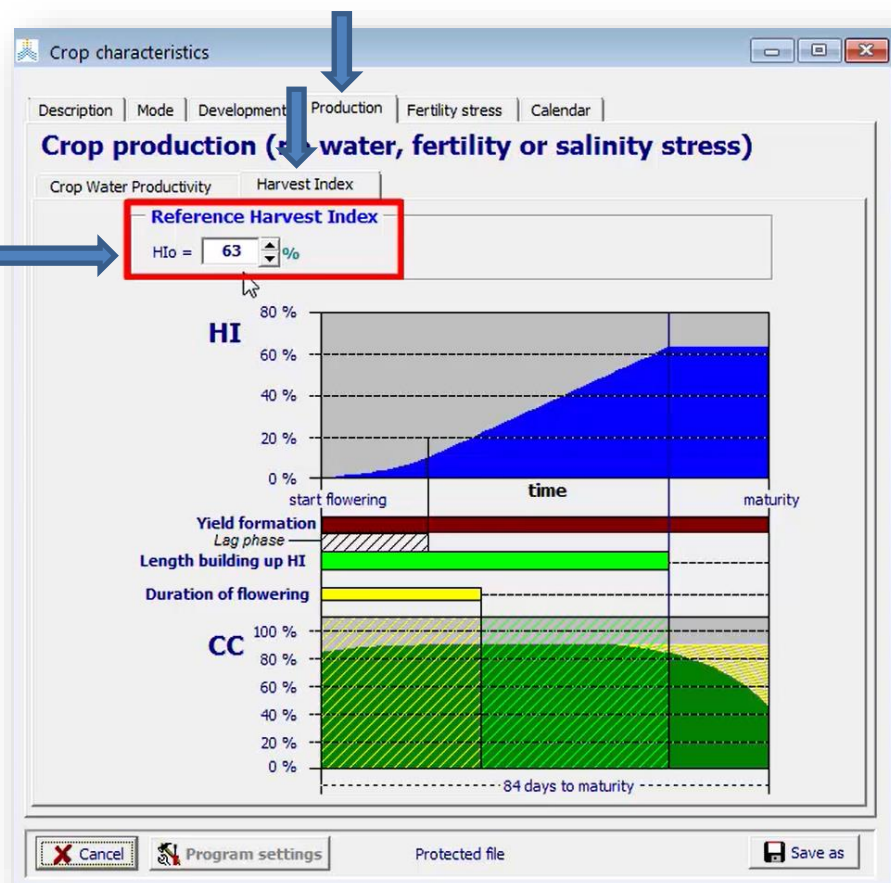 Crop characteristics
Description Mode Development Production Fertility stress Calendar
Crop production ( water, fertility or salinity stress)
Crop Water Productivity Harvest Index
Reference Harvest Index
HIo = 63 %
HI
80 %
60 %
40 %
20 %
0 %
start flowering time maturity
Yield formation
Lag phase
Length building up HI
Duration of flowering
CC
100 %
80 %
60 %
40 %
20 %
0 %
84 days to maturity
Cancel Program settings Protected file Save as